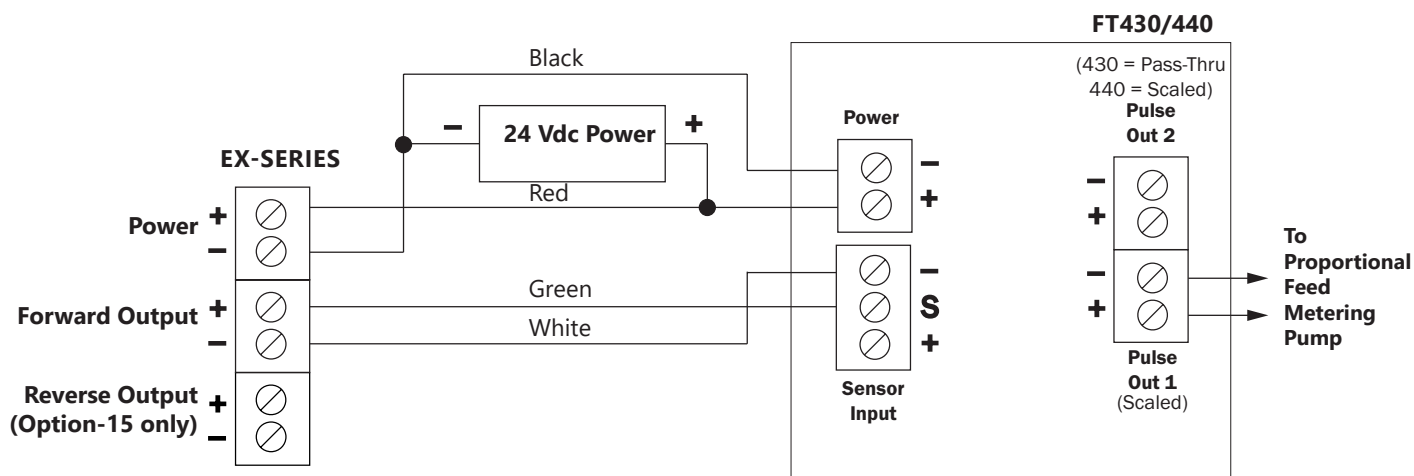 FT430/440
(430 = Pass-Thru
440 = Scaled)
Pulse
Out 2
Black
24 Vdc Power
−
+
Power
−
+
EX-SERIES
Red
Power
+
−
−
+
Green
White
Forward Output
+
−
−
S
+
Sensor
Input
−
+
Pulse
Out 1
(Scaled)
To
Proportional
Feed
Metering
Pump
Reverse Output
(Option-15 only)
+
−